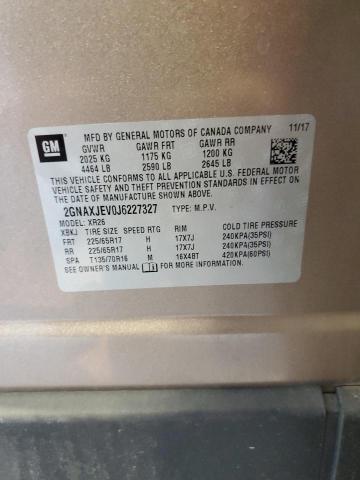 GM
MFD BY GENERAL MOTORS OF CANADA COMPANY 11/17
GVWR GAWR FRT GAWR RR
2025 KG 1175 KG 1200 KG
4464 LB 2590 LB 2645 LB
THIS VEHICLE CONFORMS TO ALL APPLICABLE U.S. FEDERAL MOTOR
VEHICLE SAFETY, BUMPER, AND THEFT PREVENTION STANDARDS IN EFFECT ON
THE DATE OF MANUFACTURE SHOWN ABOVE.
2GNAXJEV0J6227327 TYPE: M.P.V.
MODEL: XR26
XBKJ TIRE SIZE SPEED RTG RIM COLD TIRE PRESSURE
FRT 225/65R17 H 17X7J 240KPA(35PSI)
RR 225/65R17 H 17X7J 240KPA(35PSI)
SPA T135/70R16 M 16X4BT 420KPA(60PSI)
SEE OWNER'S MANUAL FOR MORE INFORMATION.